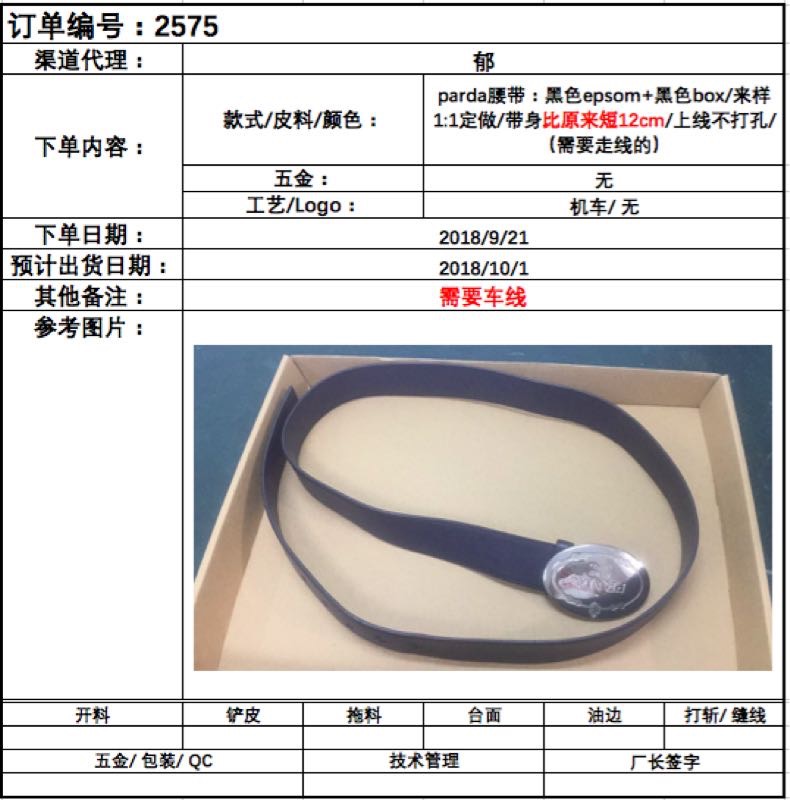 订单编号：2575
渠道代理：
郁
下单内容：
款式/皮料/颜色：
parda腰带：黑色epsom+黑色box/来样
1:1定做/带身比原来短12cm/上线不打孔/
（需要走线的）
五金：
无
工艺/Logo：
机车/ 无
下单日期：
2018/9/21
预计出货日期：
2018/10/1
其他备注：
需要车线
参考图片：
开料
铲皮
拖料
台面
油边
打斩/ 缝线
五金/ 包装/ QC
技术管理
厂长签字